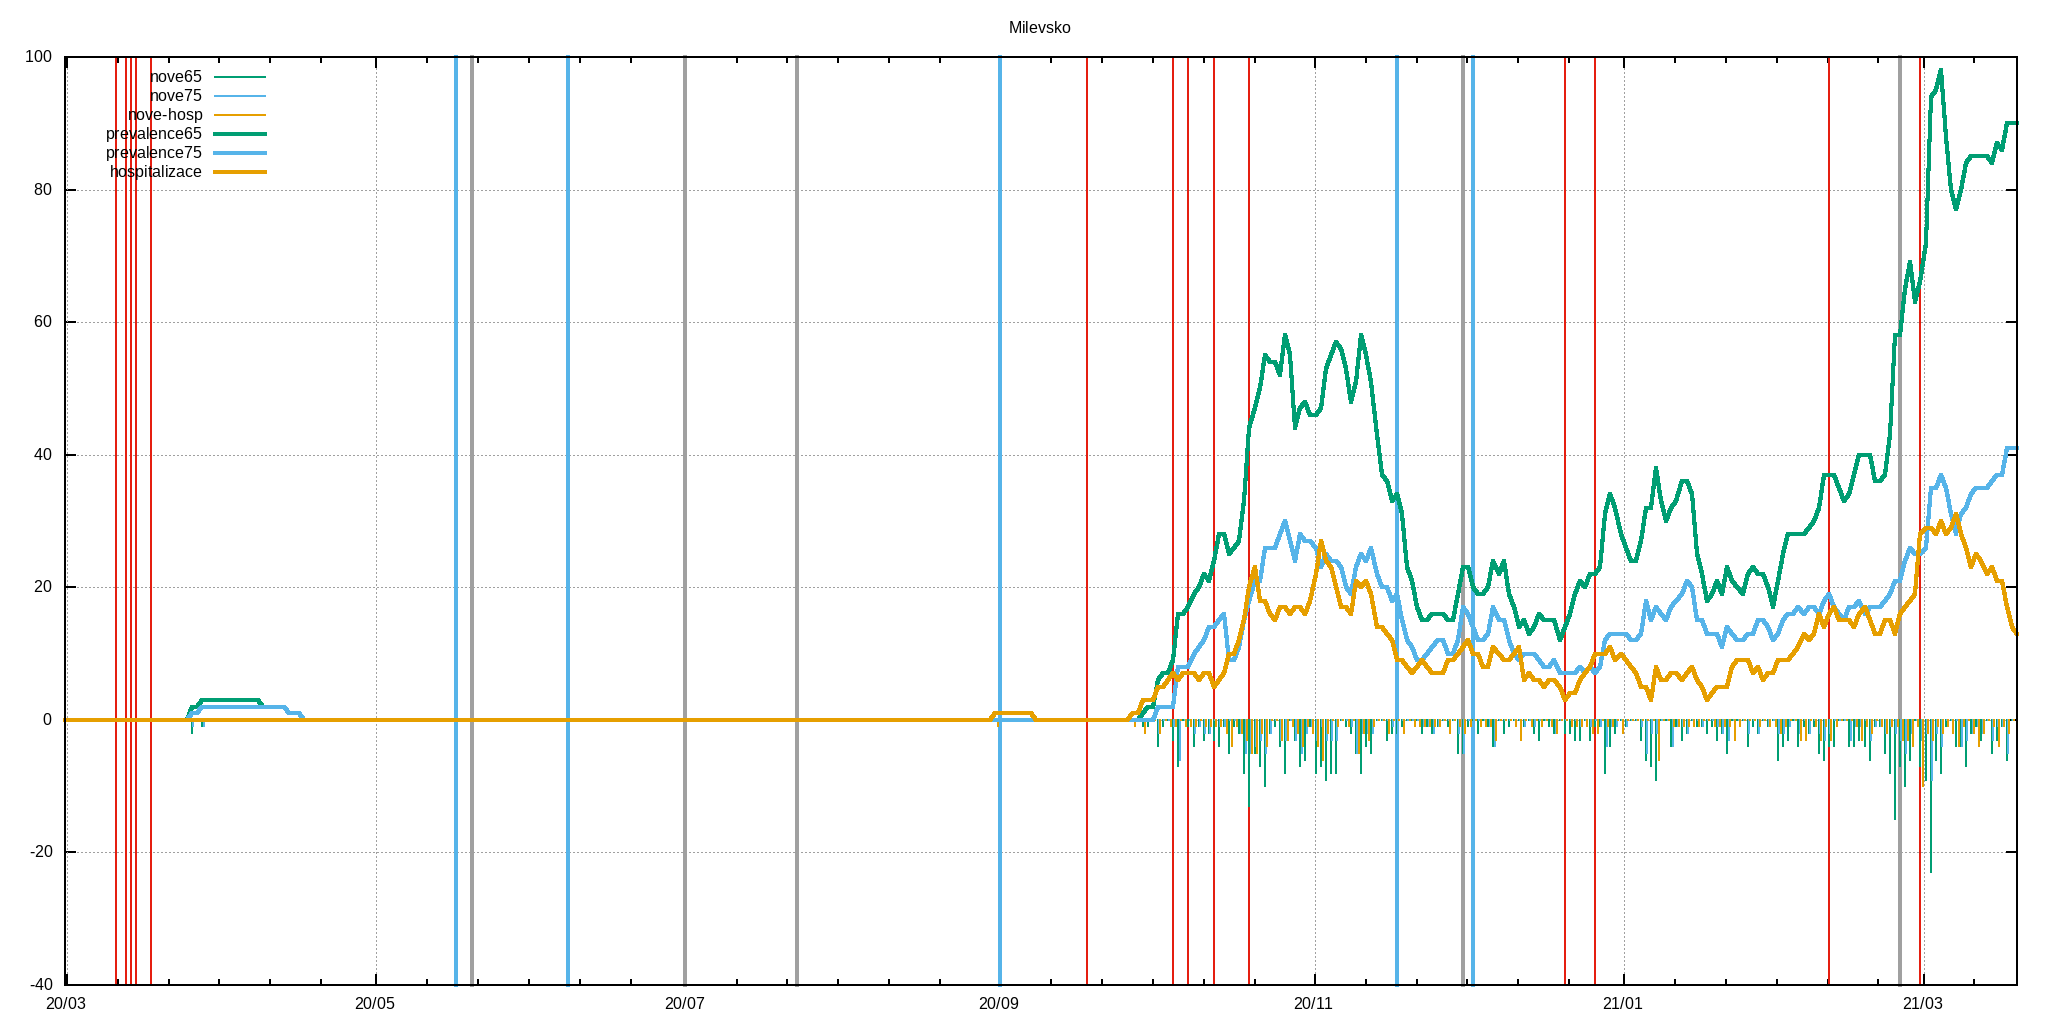 Milevsko
100
nove65
nove75
nove-hosp
prevalence65
prevalence75
hospitalizace
80
60
40
20
0
-20
-40
20/03 20/05 20/07 20/09 20/11 21/01 21/03